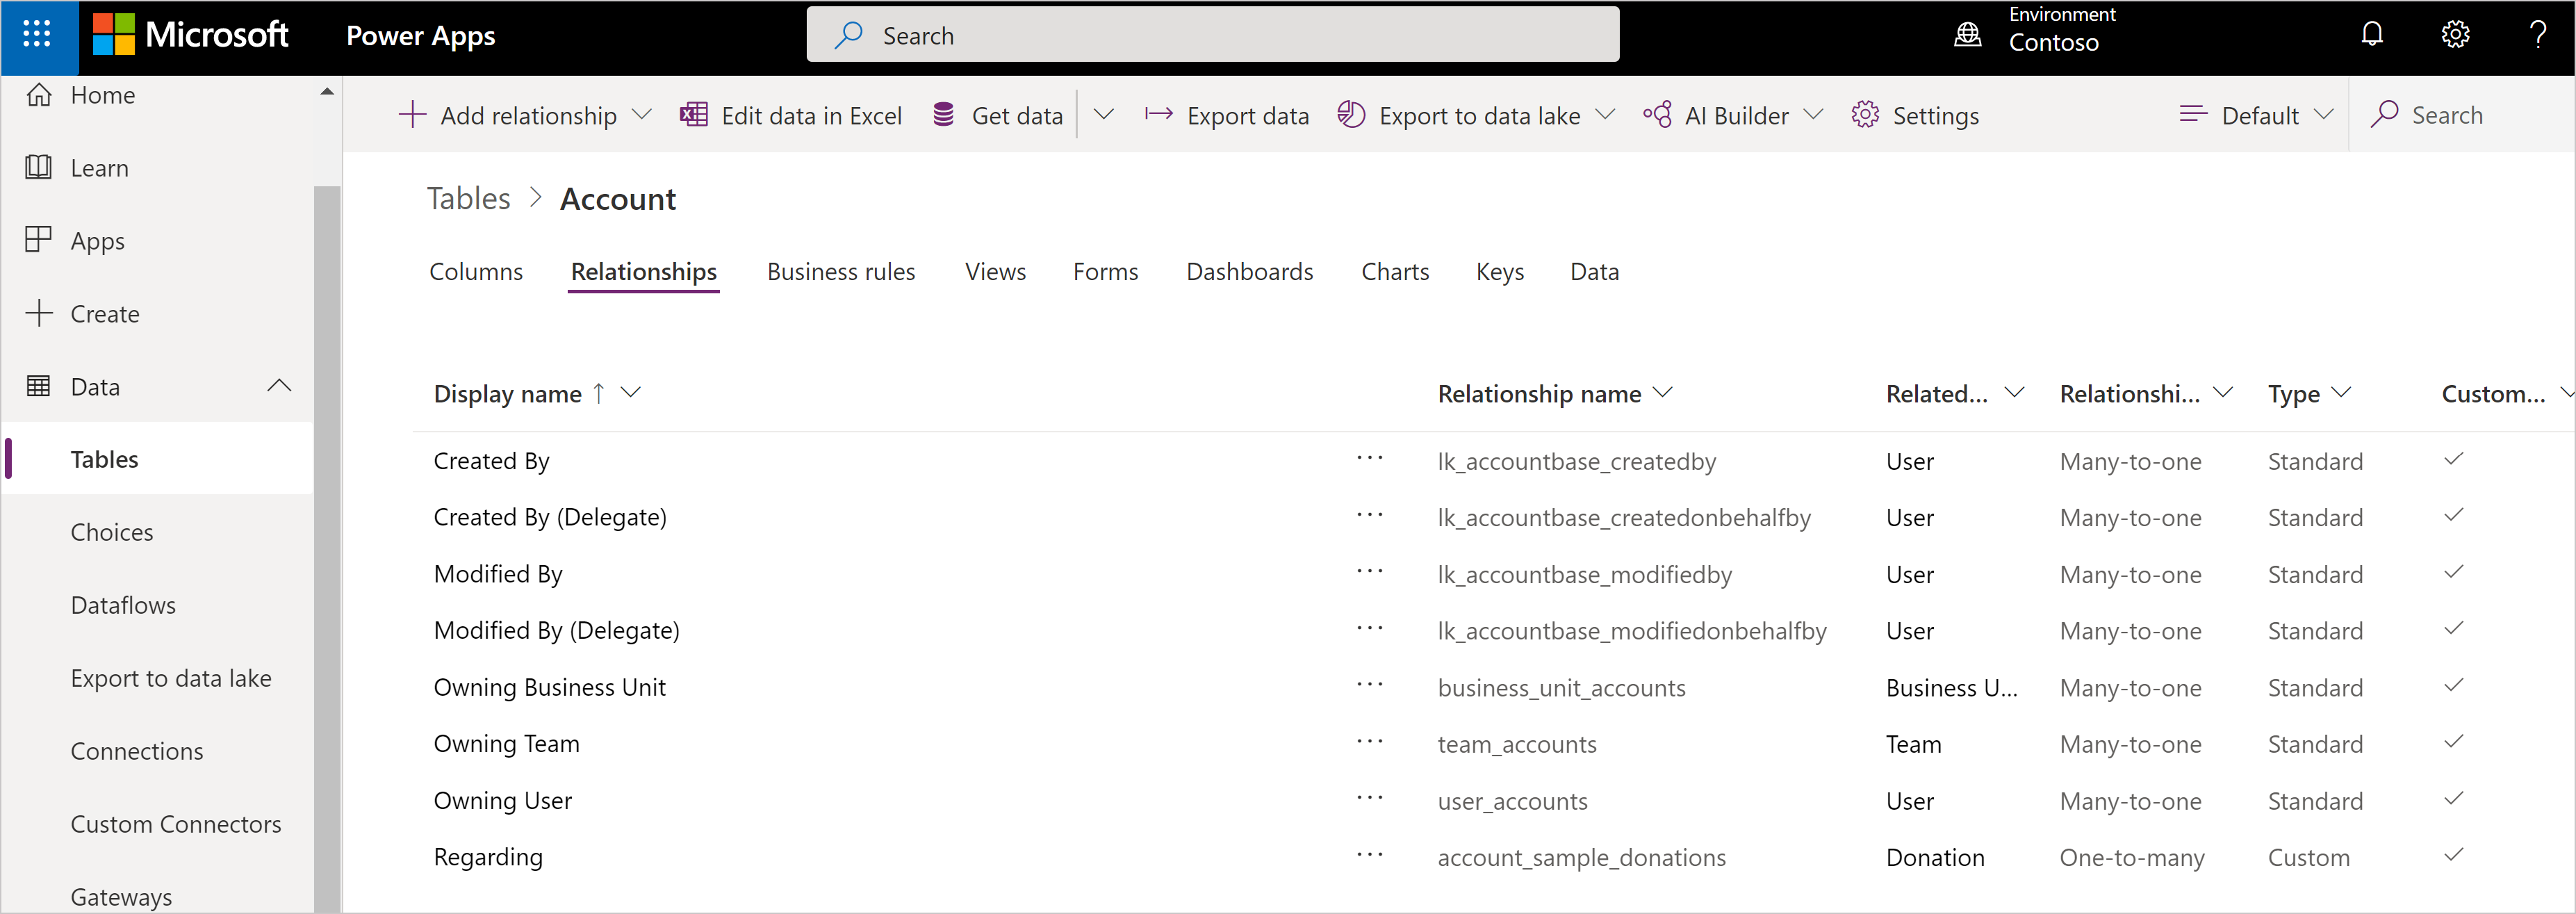 Microsoft Power Apps Search Environment Contoso ?
Home
Learn
Apps
Create
Data
Tables
Choices
Dataflows
Export to data lake
Connections
Custom Connectors
Gateways
Add relationship Edit data in Excel Get data Export data Export to data lake AI Builder Settings Default Search
Tables > Account
Columns Relationships Business rules Views Forms Dashboards Charts Keys Data
Display name ↑ Relationship name Related... Relationshi... Type Custom...
Created By ... lk_accountbase_createdby User Many-to-one Standard
Created By (Delegate) ... lk_accountbase_createdonbehalfby User Many-to-one Standard
Modified By ... lk_accountbase_modifiedby User Many-to-one Standard
Modified By (Delegate) ... lk_accountbase_modifiedonbehalfby User Many-to-one Standard
Owning Business Unit ... business_unit_accounts Business U... Many-to-one Standard
Owning Team ... team_accounts Team Many-to-one Standard
Owning User ... user_accounts User Many-to-one Standard
Regarding ... account_sample_donations Donation One-to-many Custom